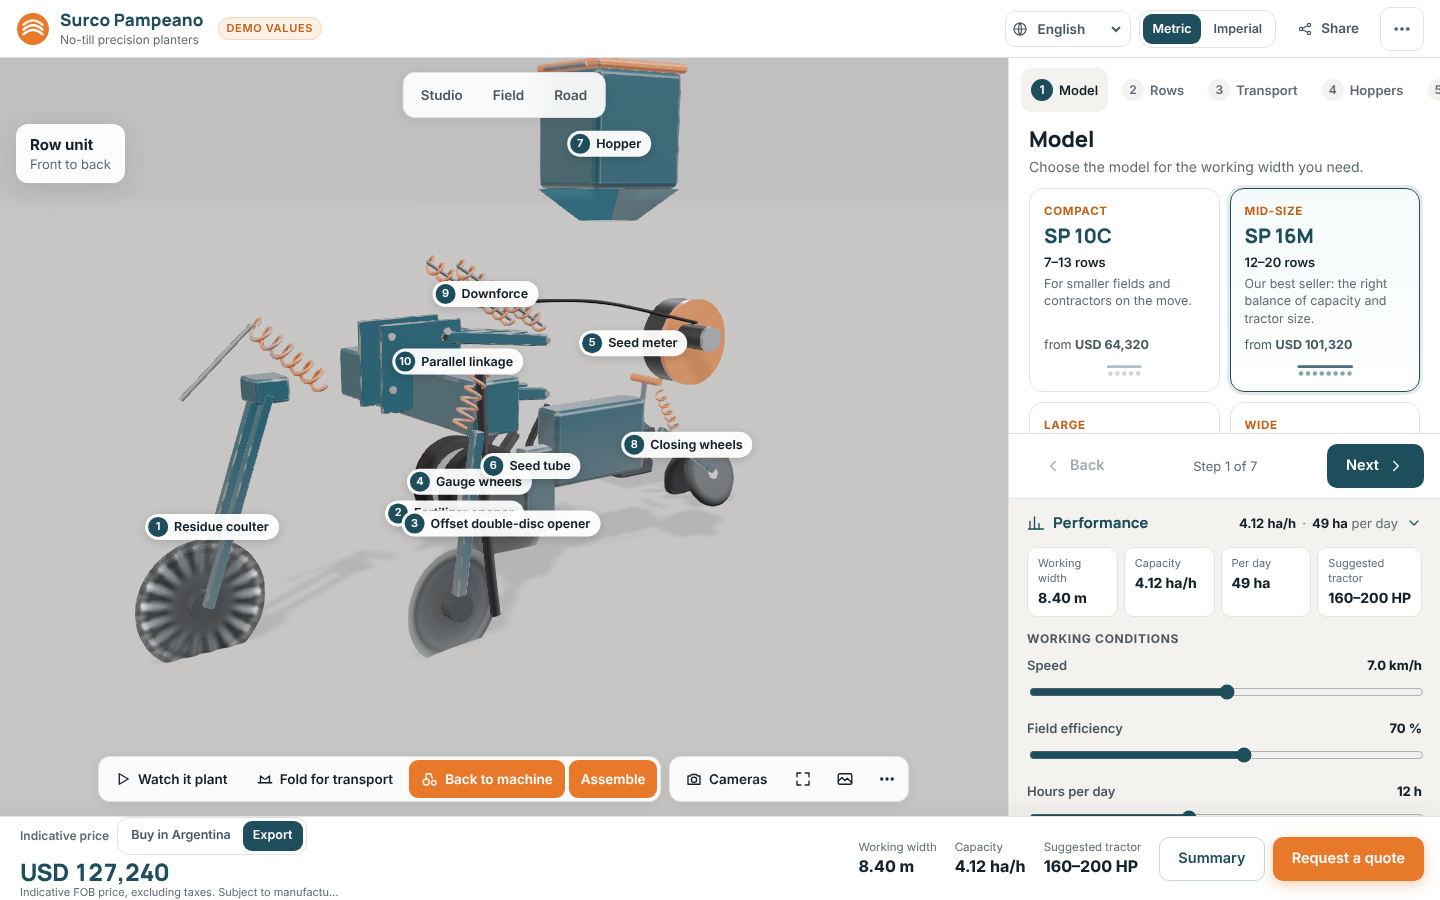 Surco Pampeano
No-till precision planters
DEMO VALUES
English
Metric
Imperial
Share
Studio
Field
Road
Row unit
Front to back
7 Hopper
9 Downforce
5 Seed meter
10 Parallel linkage
8 Closing wheels
6 Seed tube
4 Gauge wheels
2 Fertilizer opener
3 Offset double-disc opener
1 Residue coulter
Watch it plant
Fold for transport
Back to machine
Assemble
Cameras
1 Model
2 Rows
3 Transport
4 Hoppers
5
Model
Choose the model for the working width you need.
COMPACT
SP 10C
7–13 rows
For smaller fields and
contractors on the move.
from USD 64,320
MID-SIZE
SP 16M
12–20 rows
Our best seller: the right
balance of capacity and
tractor size.
from USD 101,320
LARGE
WIDE
Back
Step 1 of 7
Next
Performance
4.12 ha/h · 49 ha per day
Working
width
8.40 m
Capacity
4.12 ha/h
Per day
49 ha
Suggested
tractor
160–200 HP
WORKING CONDITIONS
Speed
7.0 km/h
Field efficiency
70 %
Hours per day
12 h
Indicative price
Buy in Argentina
Export
USD 127,240
Indicative FOB price, excluding taxes. Subject to manufactu...
Working width
8.40 m
Capacity
4.12 ha/h
Suggested tractor
160–200 HP
Summary
Request a quote